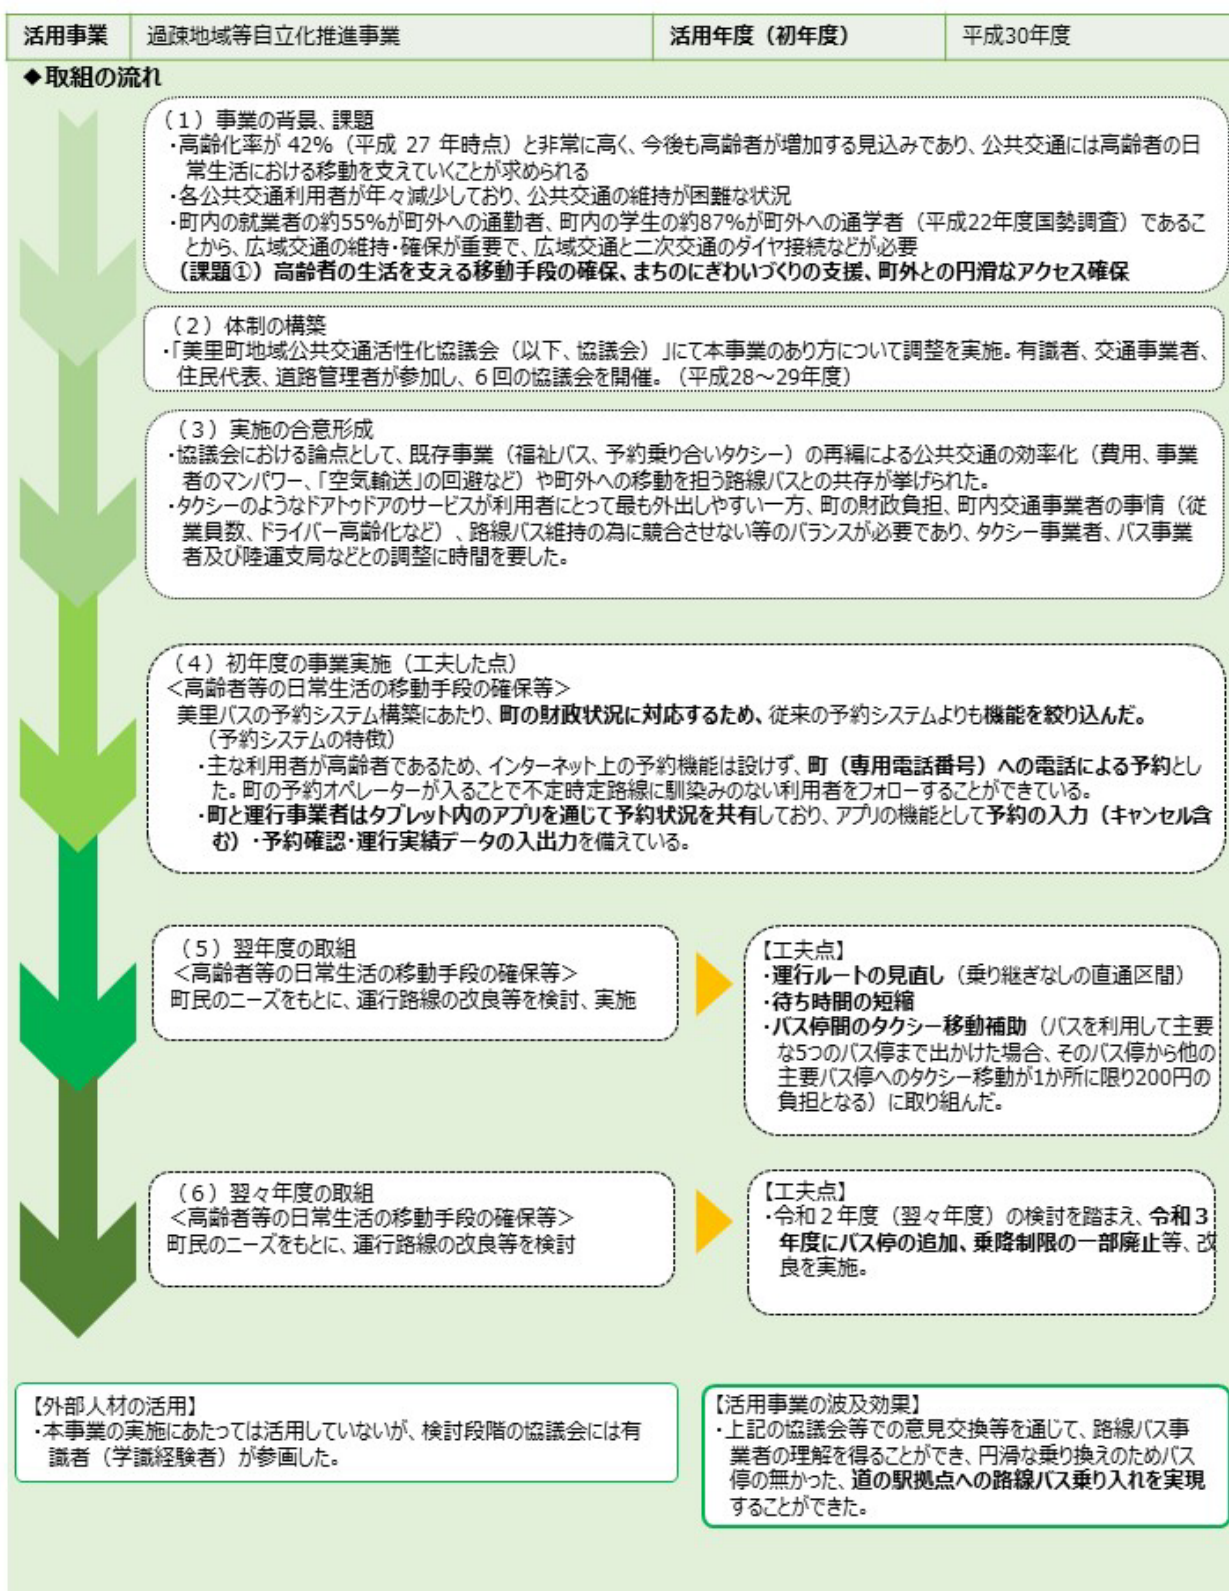 活用事業 過疎地域等自立化推進事業 活用年度（初年度） 平成30年度
◆取組の流れ
（１）事業の背景、課題
・高齢化率が 42%（平成 27 年時点）と非常に高く、今後も高齢者が増加する見込みであり、公共交通には高齢者の日
常生活における移動を支えていくことが求められる
・各公共交通利用者が年々減少しており、公共交通の維持が困難な状況
・町内の就業者の約55%が町外への通勤者、町内の学生の約87%が町外への通学者（平成22年度国勢調査）であるこ
とから、広域交通の維持・確保が重要で、広域交通と二次交通のダイヤ接続などが必要
（課題①）高齢者の生活を支える移動手段の確保、まちのにぎわいづくりの支援、町外との円滑なアクセス確保
（２）体制の構築
・「美里町地域公共交通活性化協議会（以下、協議会）」にて本事業のあり方について調整を実施。有識者、交通事業者、
住民代表、道路管理者が参加し、６回の協議会を開催。（平成28～29年度）
（３）実施の合意形成
・協議会における論点として、既存事業（福祉バス、予約乗り合いタクシー）の再編による公共交通の効率化（費用、事業
者のマンパワー、「空気輸送」の回避など）や町外への移動を担う路線バスとの共存が挙げられた。
・タクシーのようなドアトゥドアのサービスが利用者にとって最も外出しやすい一方、町の財政負担、町内交通事業者の事情（従
業員数、ドライバー高齢化など）、路線バス維持の為に競合させない等のバランスが必要であり、タクシー事業者、バス事業
者及び陸運支局などとの調整に時間を要した。
（４）初年度の事業実施（工夫した点）
＜高齢者等の日常生活の移動手段の確保等＞
美里バスの予約システム構築にあたり、町の財政状況に対応するため、従来の予約システムよりも機能を絞り込んだ。
（予約システムの特徴）
・主な利用者が高齢者であるため、インターネット上の予約機能は設けず、町（専用電話番号）への電話による予約とし
た。町の予約オペレーターが入ることで不定時定路線に馴染みのない利用者をフォローすることができている。
・町と運行事業者はタブレット内のアプリを通じて予約状況を共有しており、アプリの機能として予約の入力（キャンセル含
む）・予約確認・運行実績データの入出力を備えている。
（５）翌年度の取組
＜高齢者等の日常生活の移動手段の確保等＞
町民のニーズをもとに、運行路線の改良等を検討、実施
【工夫点】
・運行ルートの見直し（乗り継ぎなしの直通区間）
・待ち時間の短縮
・バス停間のタクシー移動補助（バスを利用して主要
な5つのバス停まで出かけた場合、そのバス停から他の
主要バス停へのタクシー移動が1か所に限り200円の
負担となる）に取り組んだ。
（６）翌々年度の取組
＜高齢者等の日常生活の移動手段の確保等＞
町民のニーズをもとに、運行路線の改良等を検討
【工夫点】
・令和２年度（翌々年度）の検討を踏まえ、令和３
年度にバス停の追加、乗降制限の一部廃止等、改
良を実施。
【外部人材の活用】
・本事業の実施にあたっては活用していないが、検討段階の協議会には有
識者（学識経験者）が参画した。
【活用事業の波及効果】
・上記の協議会等での意見交換等を通じて、路線バス事
業者の理解を得ることができ、円滑な乗り換えのためバス
停の無かった、道の駅拠点への路線バス乗り入れを実現
することができた。